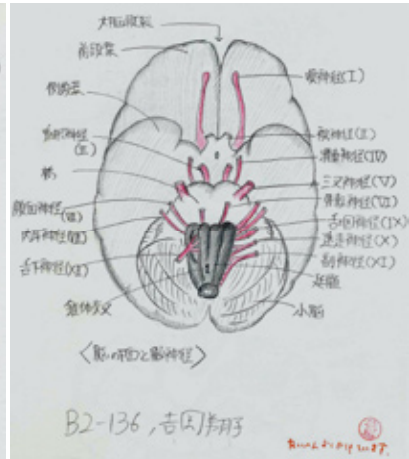 大脳縦裂
前頭葉
嗅神経(I)
側頭葉
視神経(II)
動眼神経
(III)
滑車神経(IV)
橋
三叉神経(V)
外転神経(VI)
顔面神経(VII)
舌咽神経(IX)
内耳神経(VIII)
迷走神経(X)
副神経(XI)
舌下神経(XII)
延髄
錐体交叉
小脳
<脳の底面と脳神経>
B2-136,